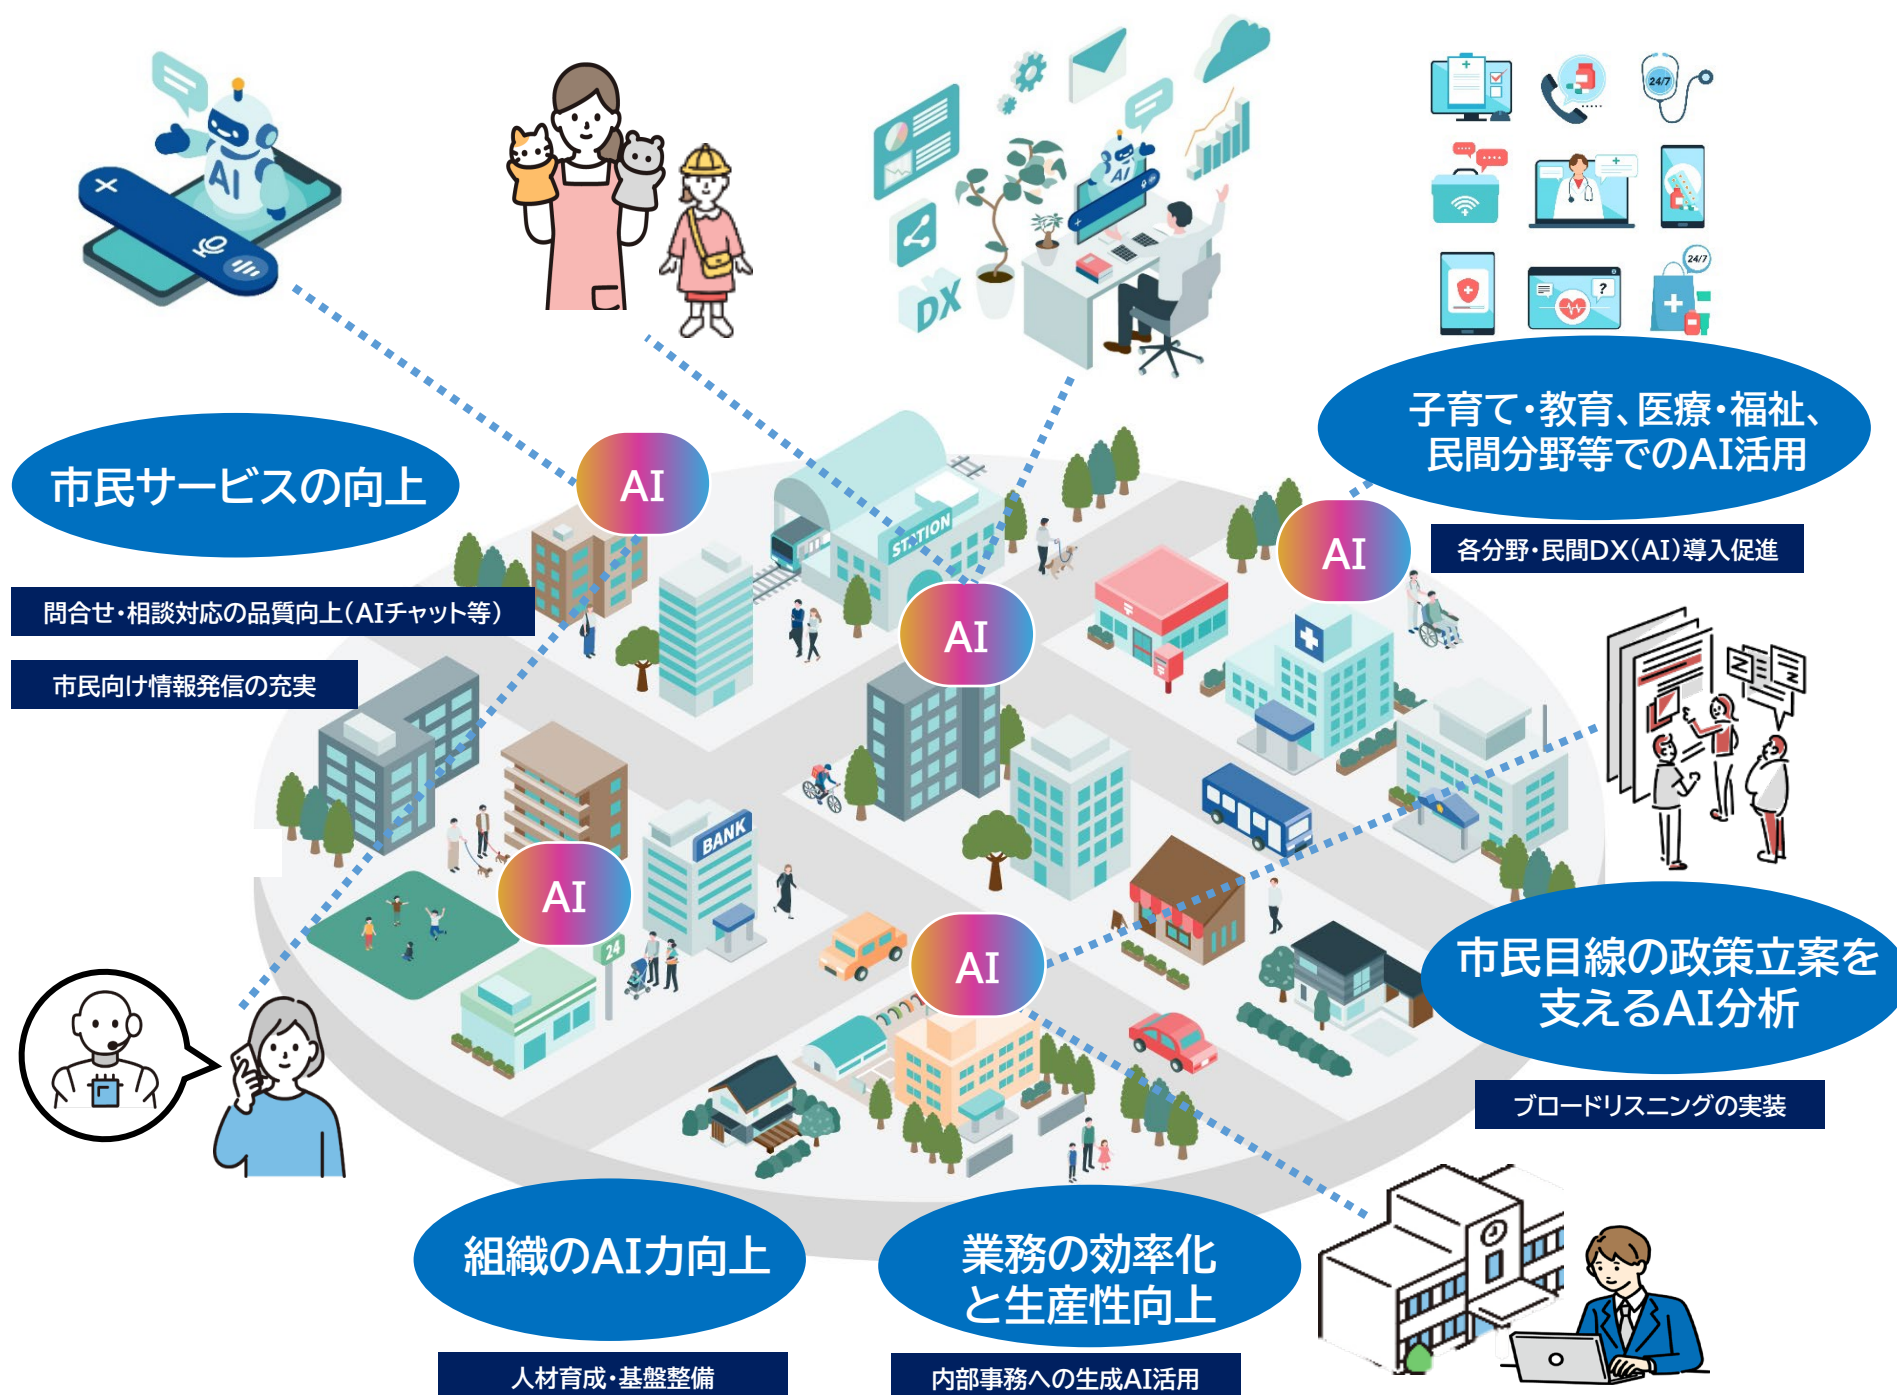 AI
AI
DX
24/7
24/7
?
市民サービスの向上
問合せ・相談対応の品質向上(AIチャット等)
市民向け情報発信の充実
AI
STATION
AI
AI
子育て・教育、医療・福祉、
民間分野等でのAI活用
各分野・民間DX(AI)導入促進
BANK
AI
24
AI
市民目線の政策立案を
支えるAI分析
ブロードリスニングの実装
組織のAI力向上
人材育成・基盤整備
業務の効率化
と生産性向上
内部事務への生成AI活用